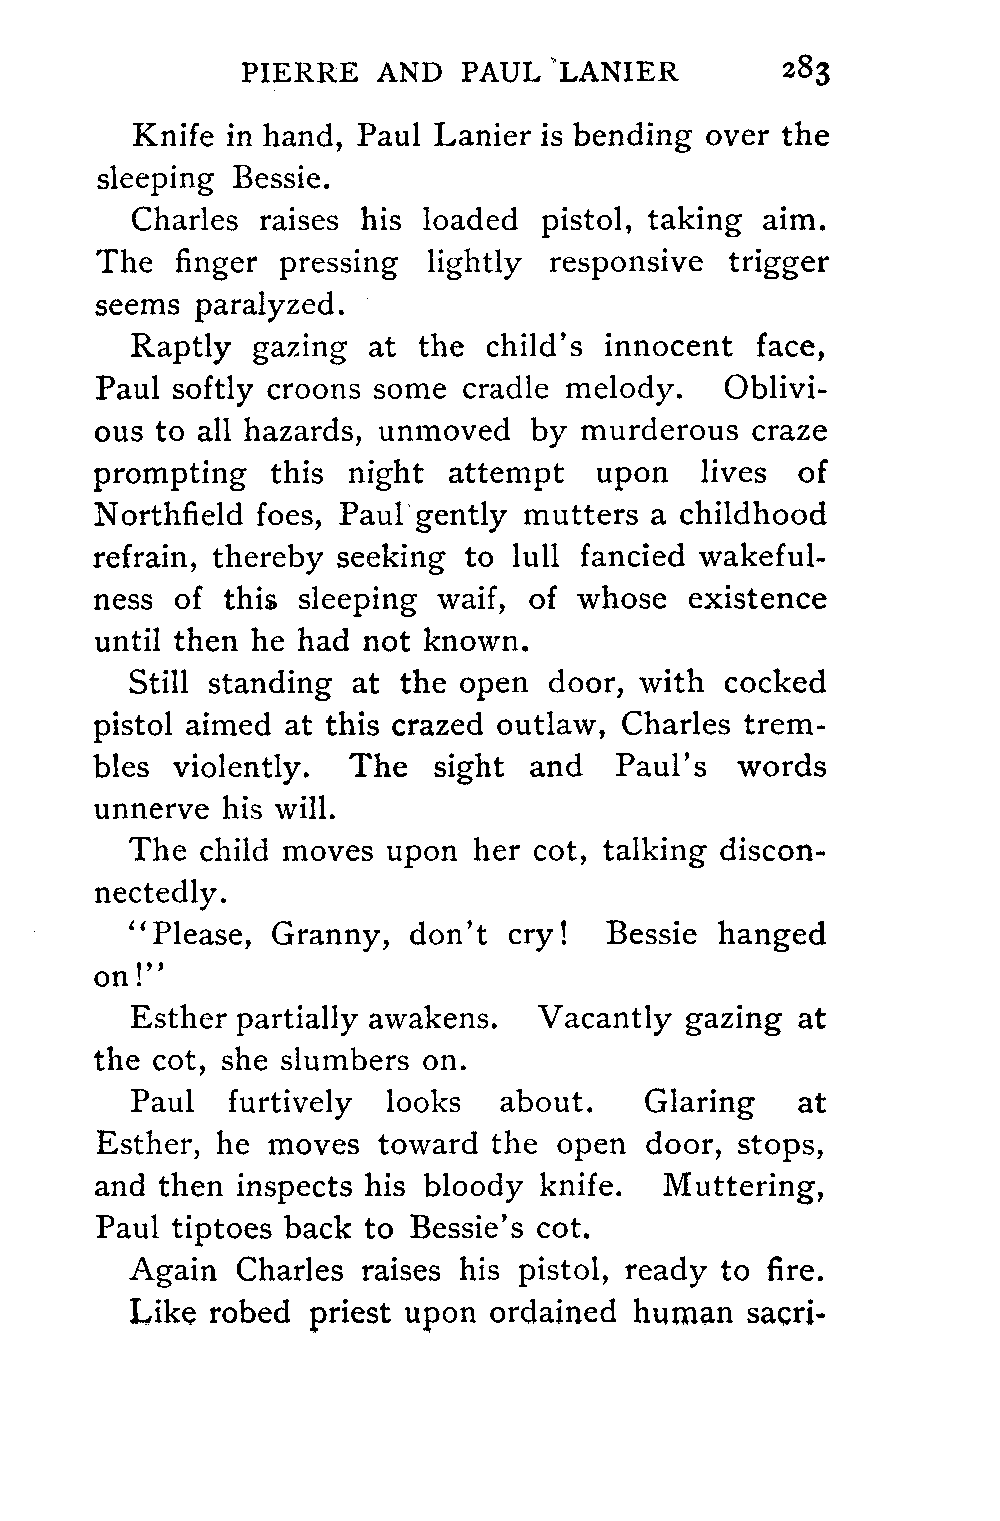 PIERRE AND PAUL LANIER 283
Knife in hand, Paul Lanier is bending over the
sleeping Bessie.
Charles raises his loaded pistol, taking aim.
The finger pressing lightly responsive trigger
seems paralyzed.
Raptly gazing at the child's innocent face,
Paul softly croons some cradle melody. Oblivi-
ous to all hazards, unmoved by murderous craze
prompting this night attempt upon lives of
Northfield foes, Paul gently mutters a childhood
refrain, thereby seeking to lull fancied wakeful-
ness of this sleeping waif, of whose existence
until then he had not known.
Still standing at the open door, with cocked
pistol aimed at this crazed outlaw, Charles trem-
bles violently. The sight and Paul's words
unnerve his will.
The child moves upon her cot, talking discon-
nectedly.
"Please, Granny, don't cry! Bessie hanged
on!"
Esther partially awakens. Vacantly gazing at
the cot, she slumbers on.
Paul furtively looks about. Glaring at
Esther, he moves toward the open door, stops,
and then inspects his bloody knife. Muttering,
Paul tiptoes back to Bessie's cot.
Again Charles raises his pistol, ready to fire.
Like robed priest upon ordained human sacri-